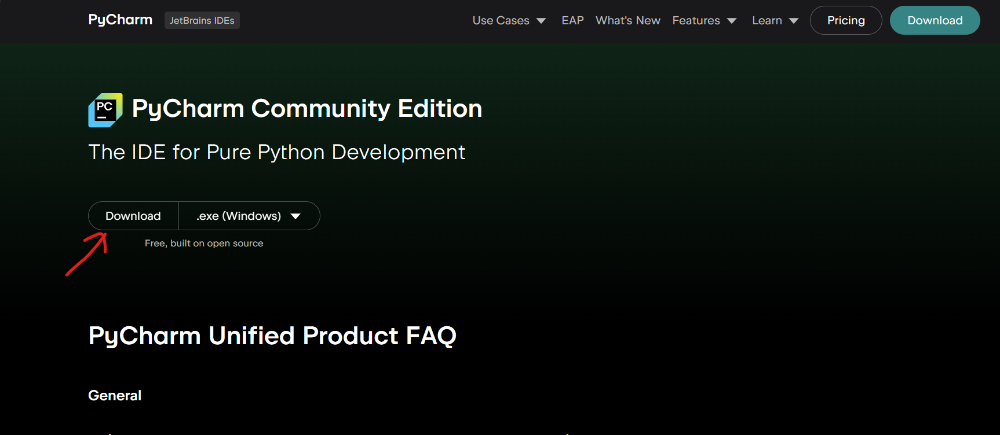 PyCharm JetBrains IDEs Use Cases EAP What's New Features Learn Pricing Download
PC
PyCharm Community Edition
The IDE for Pure Python Development
Download .exe (Windows)
Free, built on open source
PyCharm Unified Product FAQ
General